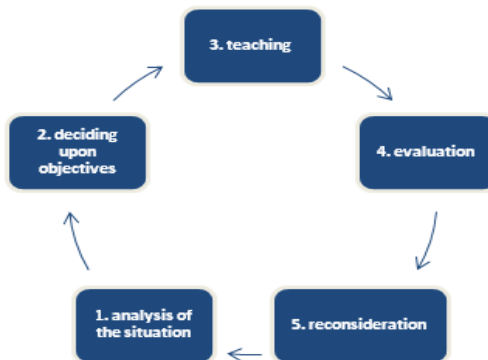 3. teaching
2. deciding
upon
objectives
4. evaluation
1. analysis of
the situation
5. reconsideration